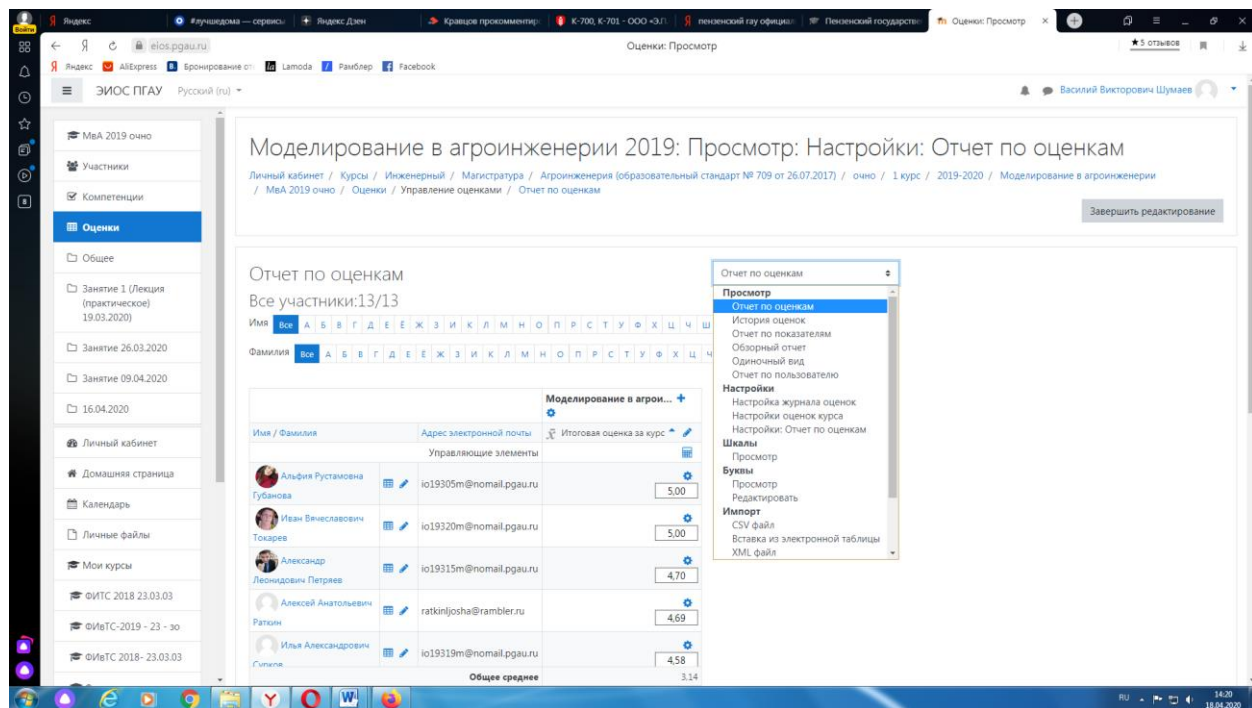 Войти
Яндекс
#лучшедома — сервисы
Яндекс Дзен
Кравцов прокомментиро
К-700, К-701 - ООО «ЭЛ
пензенский гау официал
Пензенский государстве
Оценки: Просмотр
eios.pgau.ru
Оценки: Просмотр
5 отзывов
Яндекс
AliExpress
Бронирование от
Lamoda
Рамблер
Facebook
ЭИОС ПГАУ
Русский (ru)
Василий Викторович Шумаев
МвА 2019 очно
Участники
Компетенции
Оценки
Общее
Занятие 1 (Лекция
(практическое)
19.03.2020)
Занятие 26.03.2020
Занятие 09.04.2020
16.04.2020
Личный кабинет
Домашняя страница
Календарь
Личные файлы
Мои курсы
ФИТС 2018 23.03.03
ФИвТС-2019 - 23 - зо
ФИвТС 2018- 23.03.03
Моделирование в агроинженерии 2019: Просмотр: Настройки: Отчет по оценкам
Личный кабинет / Курсы / Инженерный / Магистратура / Агроинженерия (образовательный стандарт № 709 от 26.07.2017) / очно / 1 курс / 2019-2020 / Моделирование в агроинженерии
/ МвА 2019 очно / Оценки / Управление оценками / Отчет по оценкам
Завершить редактирование
Отчет по оценкам
Все участники:13/13
Имя Все А Б В Г Д Е Ё Ж З И К Л М Н О П Р С Т У Ф Х Ц Ч Ш
Фамилия Все А Б В Г Д Е Ё Ж З И К Л М Н О П Р С Т У Ф Х Ц Ч
Моделирование в агрои...
Имя / Фамилия
Адрес электронной почты
Итоговая оценка за курс
Управляющие элементы
Альфия Рустамовна
Губанова
io19305m@nomail.pgau.ru
5,00
Иван Вячеславович
Токарев
io19320m@nomail.pgau.ru
5,00
Александр
Леонидович Петряев
io19315m@nomail.pgau.ru
4,70
Алексей Анатольевич
Раткин
ratkinljosha@rambler.ru
4,69
Илья Александрович
io19319m@nomail.pgau.ru
4,58
Общее среднее
3.14
Отчет по оценкам
Просмотр
Отчет по оценкам
История оценок
Отчет по показателям
Обзорный отчет
Одиночный вид
Отчет по пользователю
Настройки
Настройка журнала оценок
Настройки оценок курса
Настройки: Отчет по оценкам
Шкалы
Просмотр
Буквы
Просмотр
Редактировать
Импорт
CSV файл
Вставка из электронной таблицы
XML файл
RU
14:20
18.04.2020